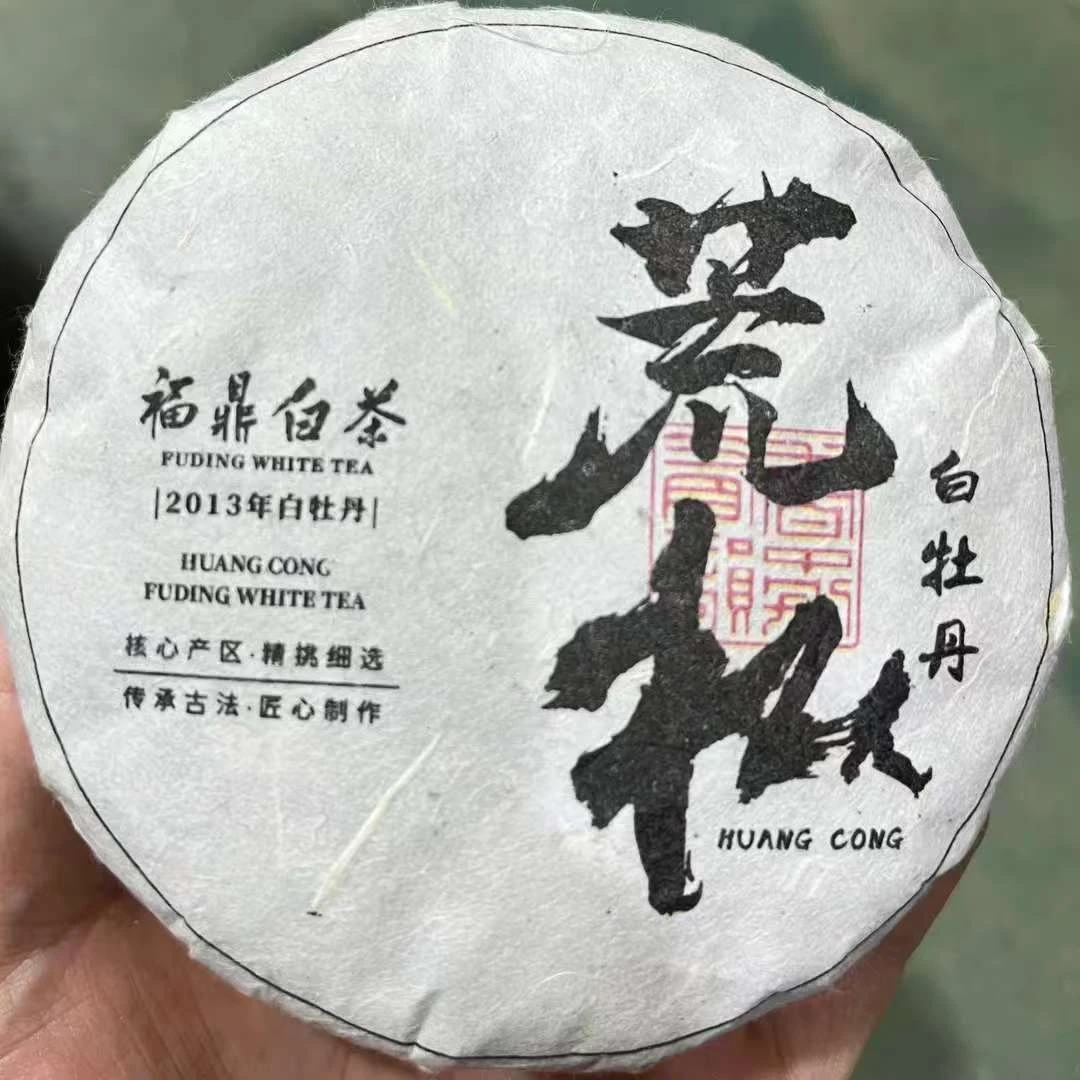 福鼎白茶
FUDING WHITE TEA
|2013年白牡丹|
HUANG CONG
FUDING WHITE TEA
核心产区·精挑细选
传承古法·匠心制作
荒枞
白牡丹
HUANG CONG